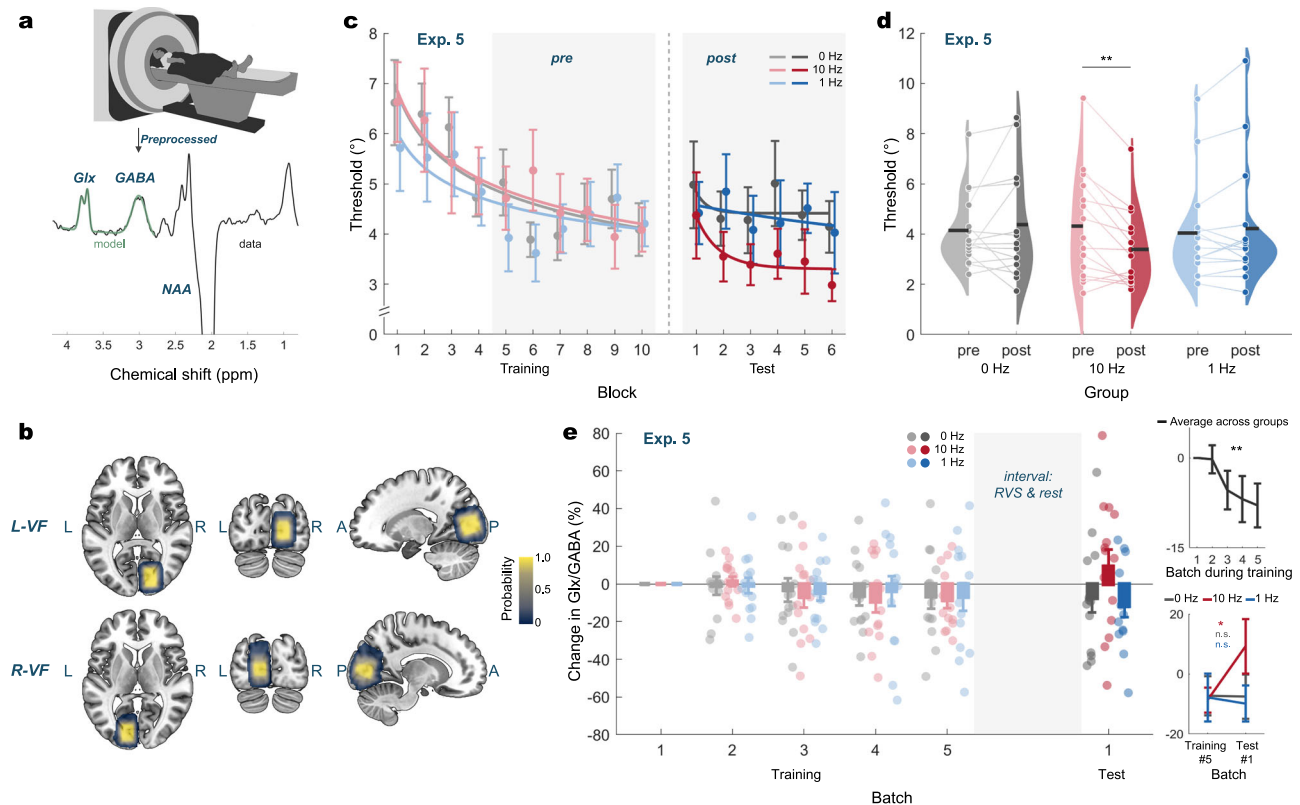 a
Preprocessed
Glx
GABA
model
data
NAA
4 3.5 3 2.5 2 1.5 1
Chemical shift (ppm)
b
L-VF
L R L R A P
R-VF
L R L R P A
Probability
1.0
0.5
0
c
Exp. 5
pre
post
0 Hz
10 Hz
1 Hz
Threshold (°)
8
7
6
5
4
3
0
1 2 3 4 5 6 7 8 9 10
1 2 3 4 5 6
Training
Test
Block
d
Exp. 5
**
Threshold (°)
12
10
8
6
4
2
0
pre post pre post pre post
0 Hz 10 Hz 1 Hz
Group
e
Exp. 5
0 Hz
10 Hz
1 Hz
interval:
RVS & rest
Change in Glx/GABA (%)
80
60
40
20
0
-20
-40
-60
-80
1 2 3 4 5 1
Training
Test
Batch
Average across groups
**
0
-15
1 2 3 4 5
Batch during training
0 Hz 10 Hz 1 Hz
20
0
-20
*
n.s.
n.s.
Training
#5
Test
#1
Batch